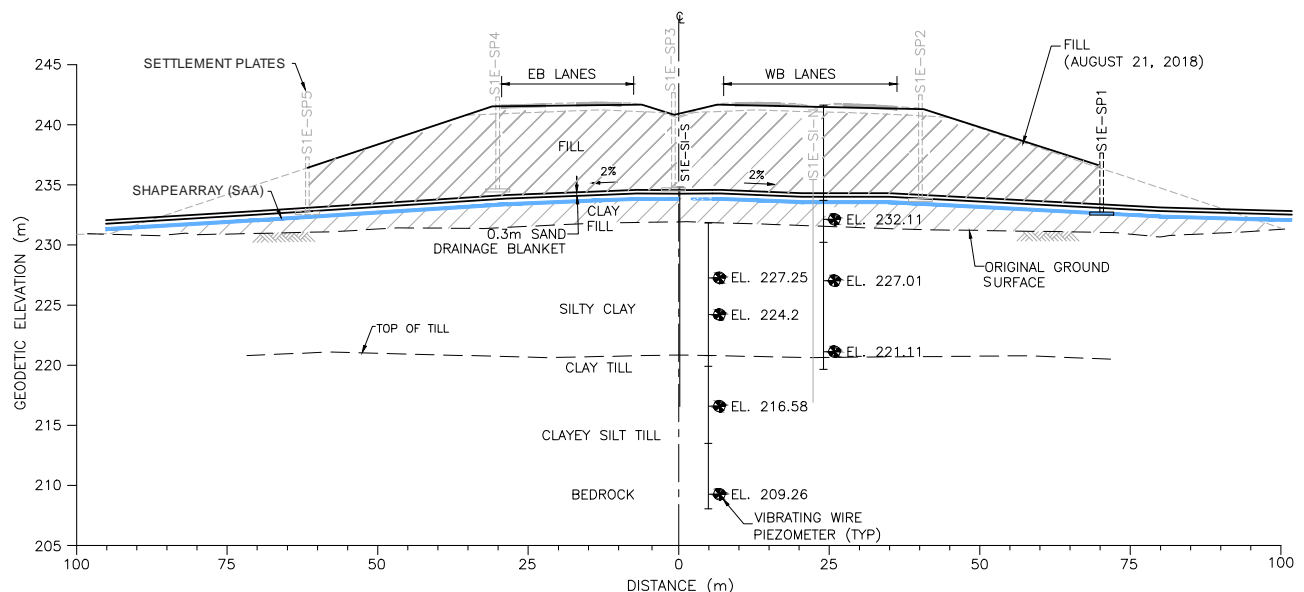 ℄
S1E-SP4
S1E-SP3
S1E-SP2
SETTLEMENT PLATES
EB LANES
WB LANES
FILL
(AUGUST 21, 2018)
S1E-SP5
S1E-SP1
S1E-SI-S
S1E-SI-N
FILL
2%
2%
SHAPEARRAY (SAA)
CLAY
FILL
0.3m SAND
DRAINAGE BLANKET
EL. 232.11
ORIGINAL GROUND
SURFACE
EL. 227.25
EL. 227.01
SILTY CLAY
EL. 224.2
TOP OF TILL
EL. 221.11
CLAY TILL
EL. 216.58
CLAYEY SILT TILL
BEDROCK
EL. 209.26
VIBRATING WIRE
PIEZOMETER (TYP)
GEODETIC ELEVATION (m)
245
240
235
230
225
220
215
210
205
100
75
50
25
0
25
50
75
100
DISTANCE (m)